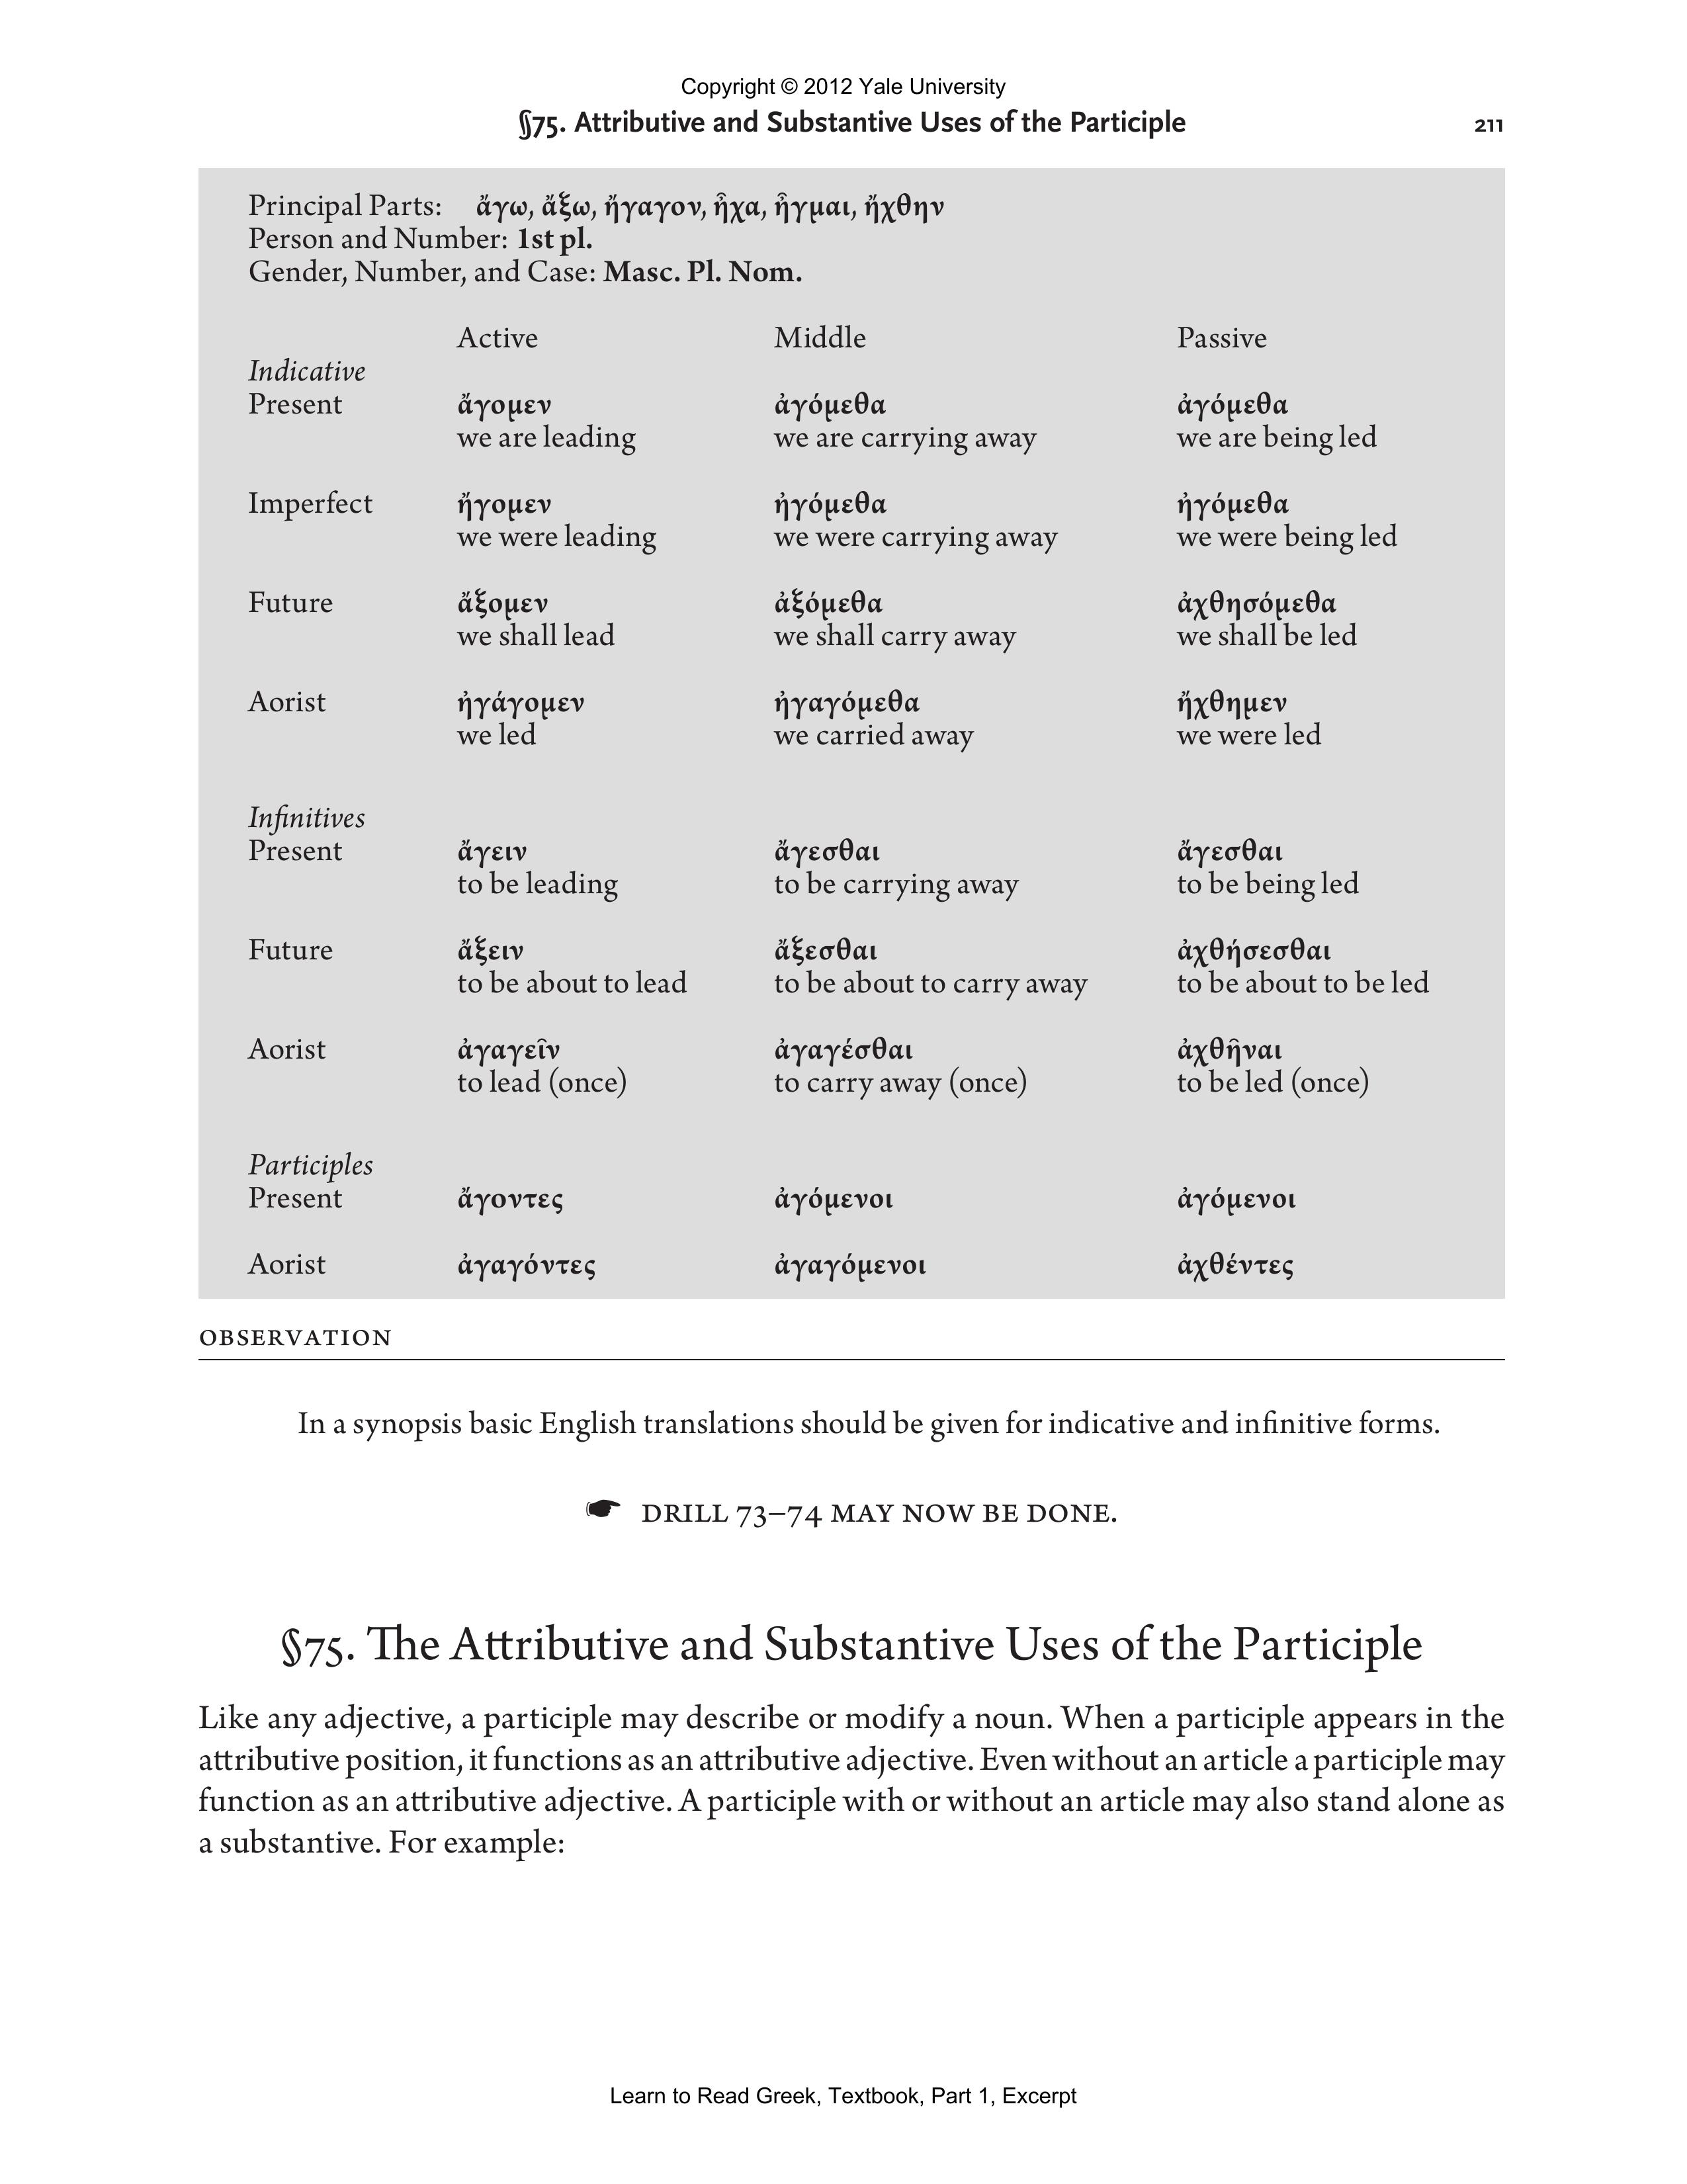 Copyright © 2012 Yale University
§75. Attributive and Substantive Uses of the Participle 211
Principal Parts: ἄγω, ἄξω, ἤγαγον, ἦχα, ἦγμαι, ἤχθην
Person and Number: 1st pl.
Gender, Number, and Case: Masc. Pl. Nom.
Active Middle Passive
Indicative
Present ἄγομεν ἀγόμεθα ἀγόμεθα
we are leading we are carrying away we are being led
Imperfect ἤγομεν ἠγόμεθα ἠγόμεθα
we were leading we were carrying away we were being led
Future ἄξομεν ἀξόμεθα ἀχθησόμεθα
we shall lead we shall carry away we shall be led
Aorist ἠγάγομεν ἠγαγόμεθα ἤχθημεν
we led we carried away we were led
Infinitives
Present ἄγειν ἄγεσθαι ἄγεσθαι
to be leading to be carrying away to be being led
Future ἄξειν ἄξεσθαι ἀχθήσεσθαι
to be about to lead to be about to carry away to be about to be led
Aorist ἀγαγεῖν ἀγαγέσθαι ἀχθῆναι
to lead (once) to carry away (once) to be led (once)
Participles
Present ἄγοντες ἀγόμενοι ἀγόμενοι
Aorist ἀγαγόντες ἀγαγόμενοι ἀχθέντες
OBSERVATION
In a synopsis basic English translations should be given for indicative and infinitive forms.
☛ DRILL 73–74 MAY NOW BE DONE.
§75. The Attributive and Substantive Uses of the Participle
Like any adjective, a participle may describe or modify a noun. When a participle appears in the
attributive position, it functions as an attributive adjective. Even without an article a participle may
function as an attributive adjective. A participle with or without an article may also stand alone as
a substantive. For example:
Learn to Read Greek, Textbook, Part 1, Excerpt